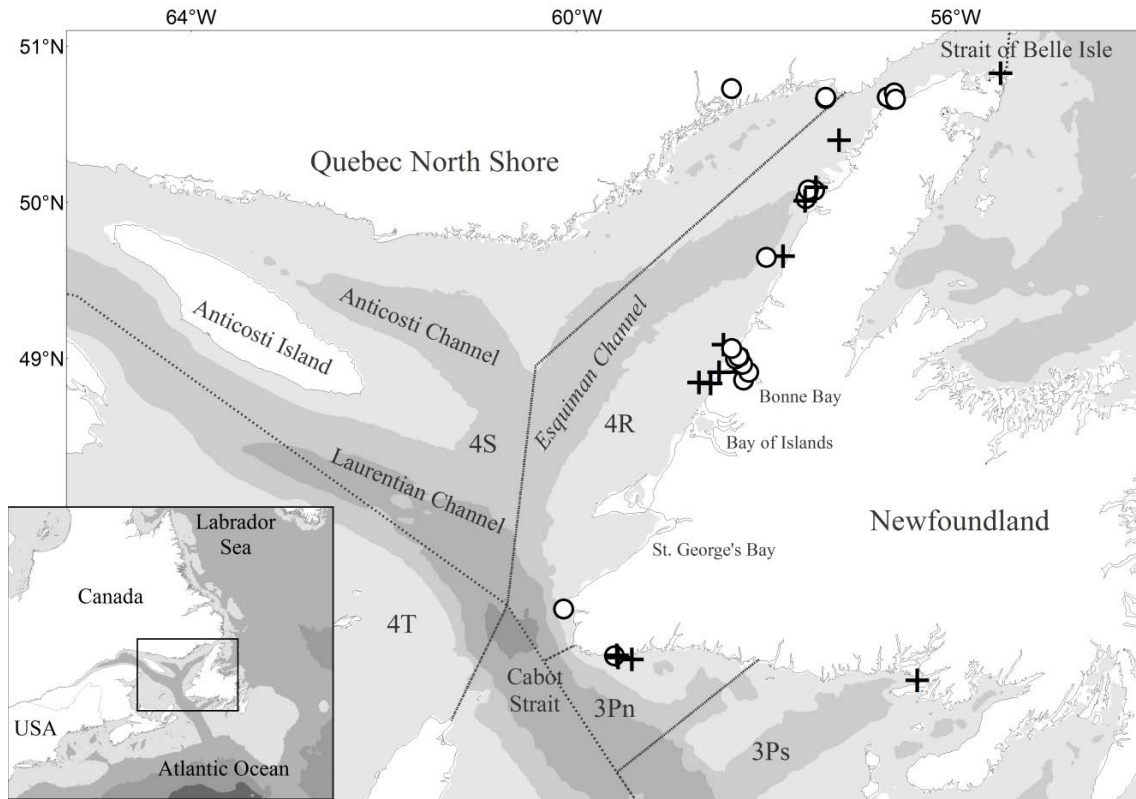 64°W
60°W
56°W
51°N
50°N
49°N
Strait of Belle Isle
Quebec North Shore
Anticosti Island
Anticosti Channel
Esquiman Channel
4R
4S
Bonne Bay
Bay of Islands
Laurentian Channel
Newfoundland
St. George's Bay
4T
Cabot
Strait
3Pn
3Ps
Labrador
Sea
Canada
USA
Atlantic Ocean